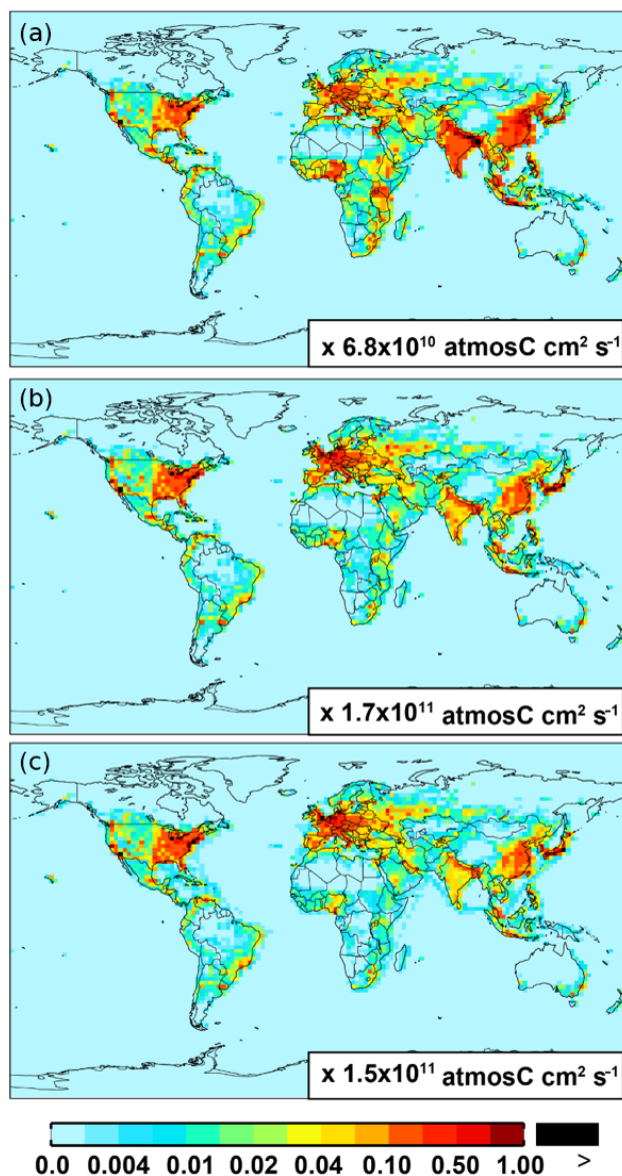 (a)
x 6.8x10¹⁰ atmosC cm² s⁻¹
(b)
x 1.7x10¹¹ atmosC cm² s⁻¹
(c)
x 1.5x10¹¹ atmosC cm² s⁻¹
0.0 0.004 0.01 0.02 0.04 0.10 0.50 1.00 >